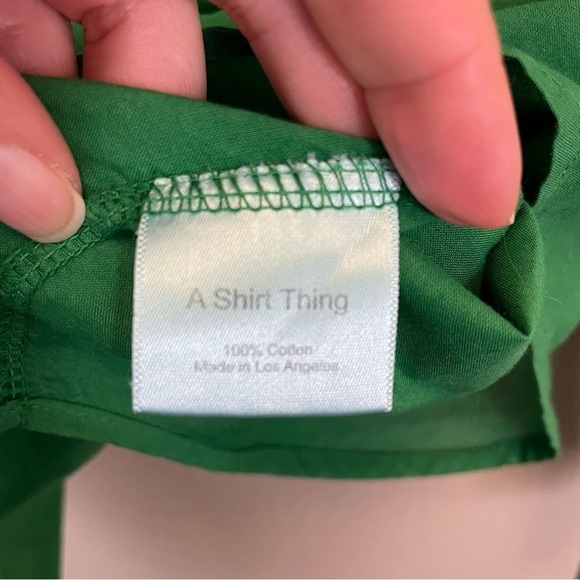 A Shirt Thing
100% Cotton
Made in Los Angeles